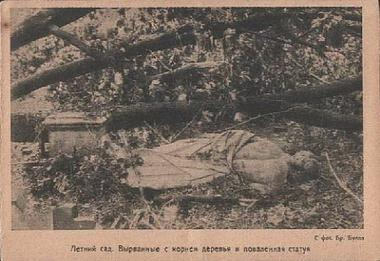 С фот. Бр. Булла
Летний сад. Вырванные с корнем деревья и поваленная статуя